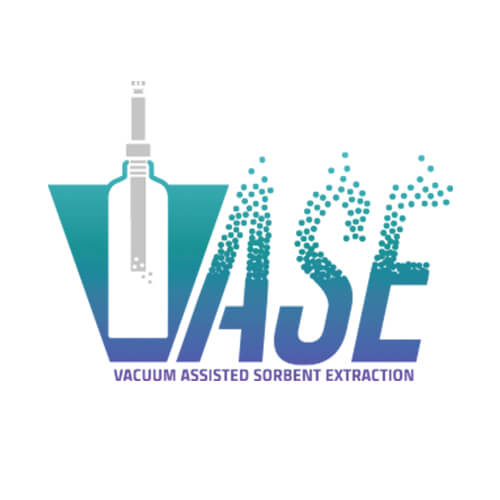 VASE
VACUUM ASSISTED SORBENT EXTRACTION